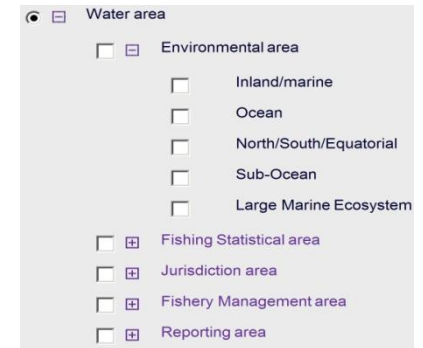 Water area
Environmental area
Inland/marine
Ocean
North/South/Equatorial
Sub-Ocean
Large Marine Ecosystem
Fishing Statistical area
Jurisdiction area
Fishery Management area
Reporting area